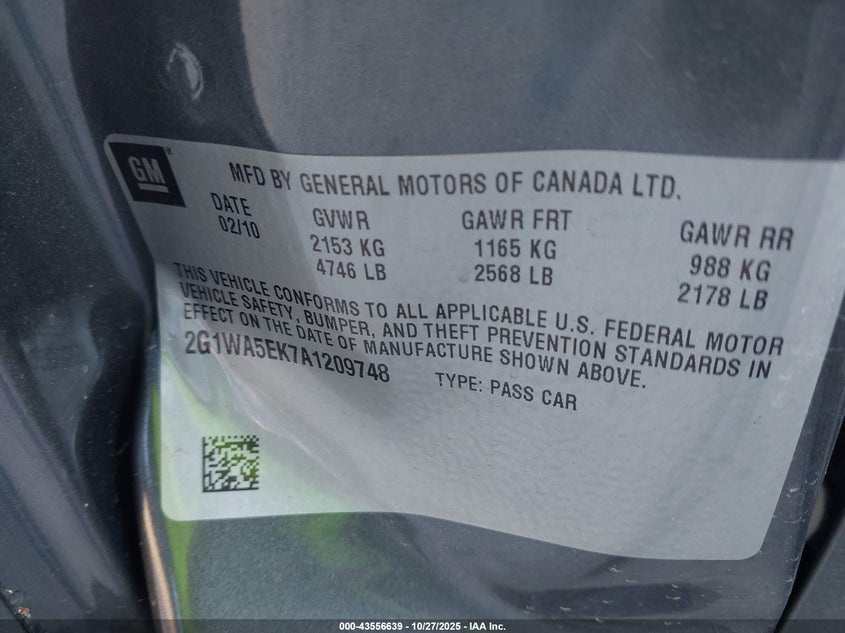 GM
MFD BY GENERAL MOTORS OF CANADA LTD.
DATE GVWR GAWR FRT GAWR RR
02/10 2153 KG 1165 KG 988 KG
4746 LB 2568 LB 2178 LB
THIS VEHICLE CONFORMS TO ALL APPLICABLE U.S. FEDERAL MOTOR
VEHICLE SAFETY, BUMPER, AND THEFT PREVENTION STANDARDS IN
EFFECT ON THE DATE OF MANUFACTURE SHOWN ABOVE.
2G1WA5EK7A1209748 TYPE: PASS CAR
000-43556639 - 10/27/2025 - IAA Inc.